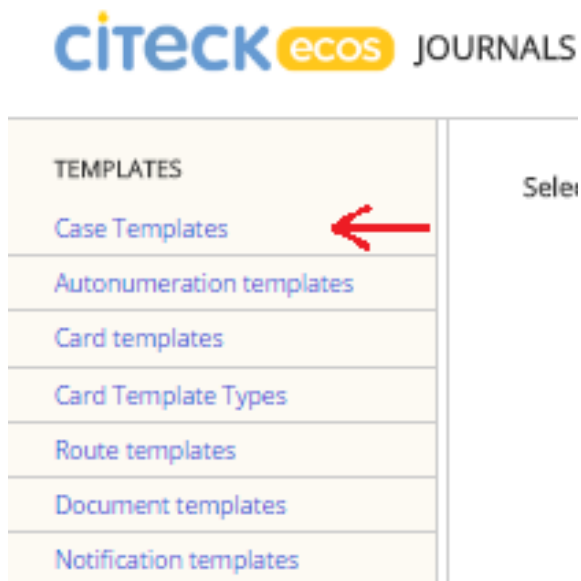 citeck ecos JOURNALS
TEMPLATES
Selec
Case Templates
Autonumeration templates
Card templates
Card Template Types
Route templates
Document templates
Notification templates